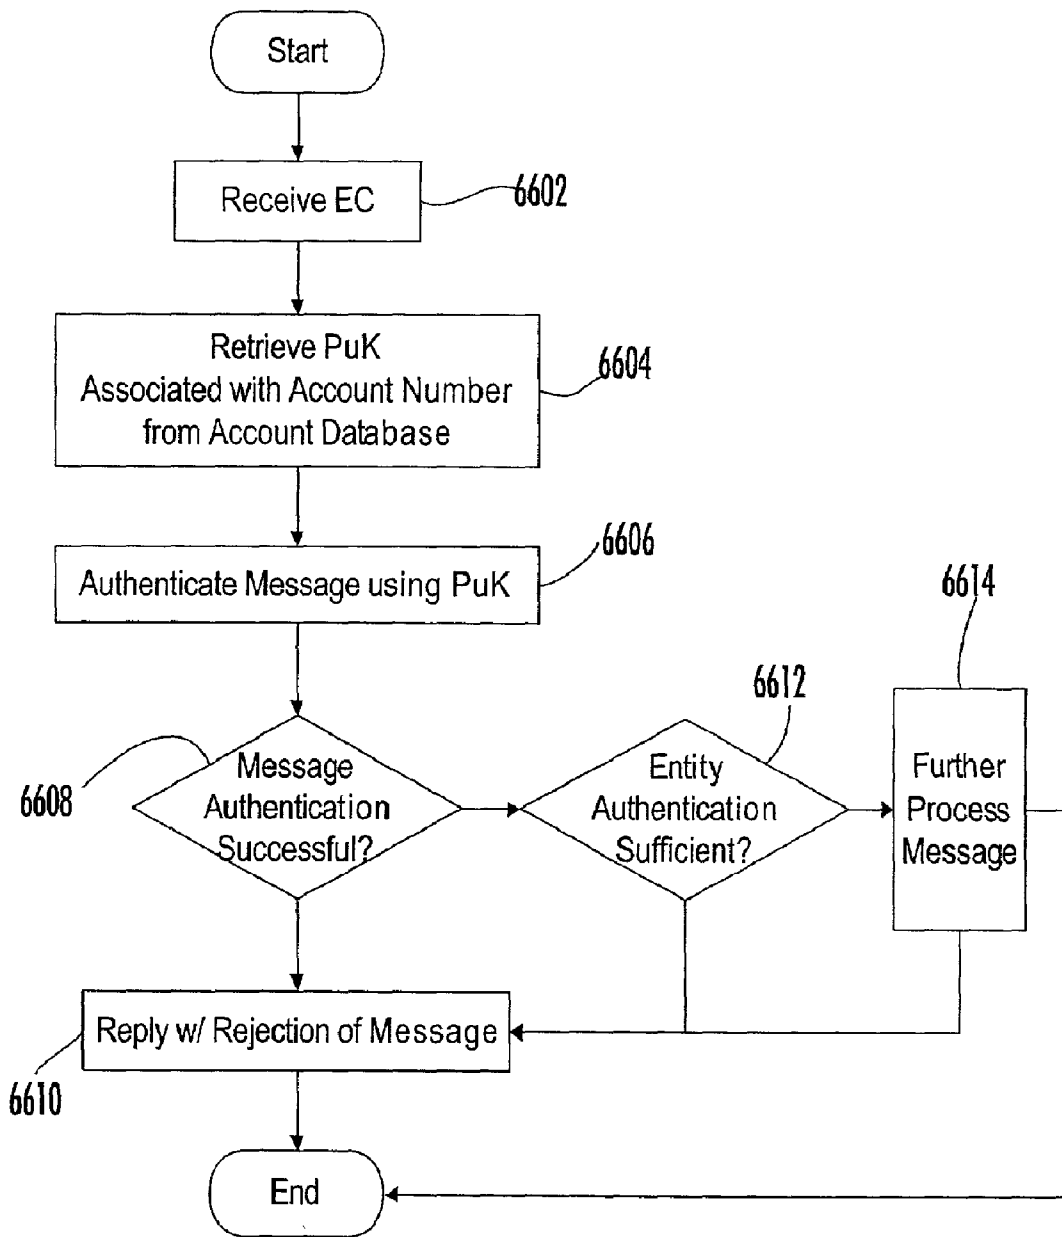 Start
Receive EC
6602
Retrieve PuK
Associated with Account Number
from Account Database
6604
Authenticate Message using PuK
6606
Message
Authentication
Successful?
6608
Entity
Authentication
Sufficient?
6612
Further
Process
Message
6614
Reply w/ Rejection of Message
6610
End